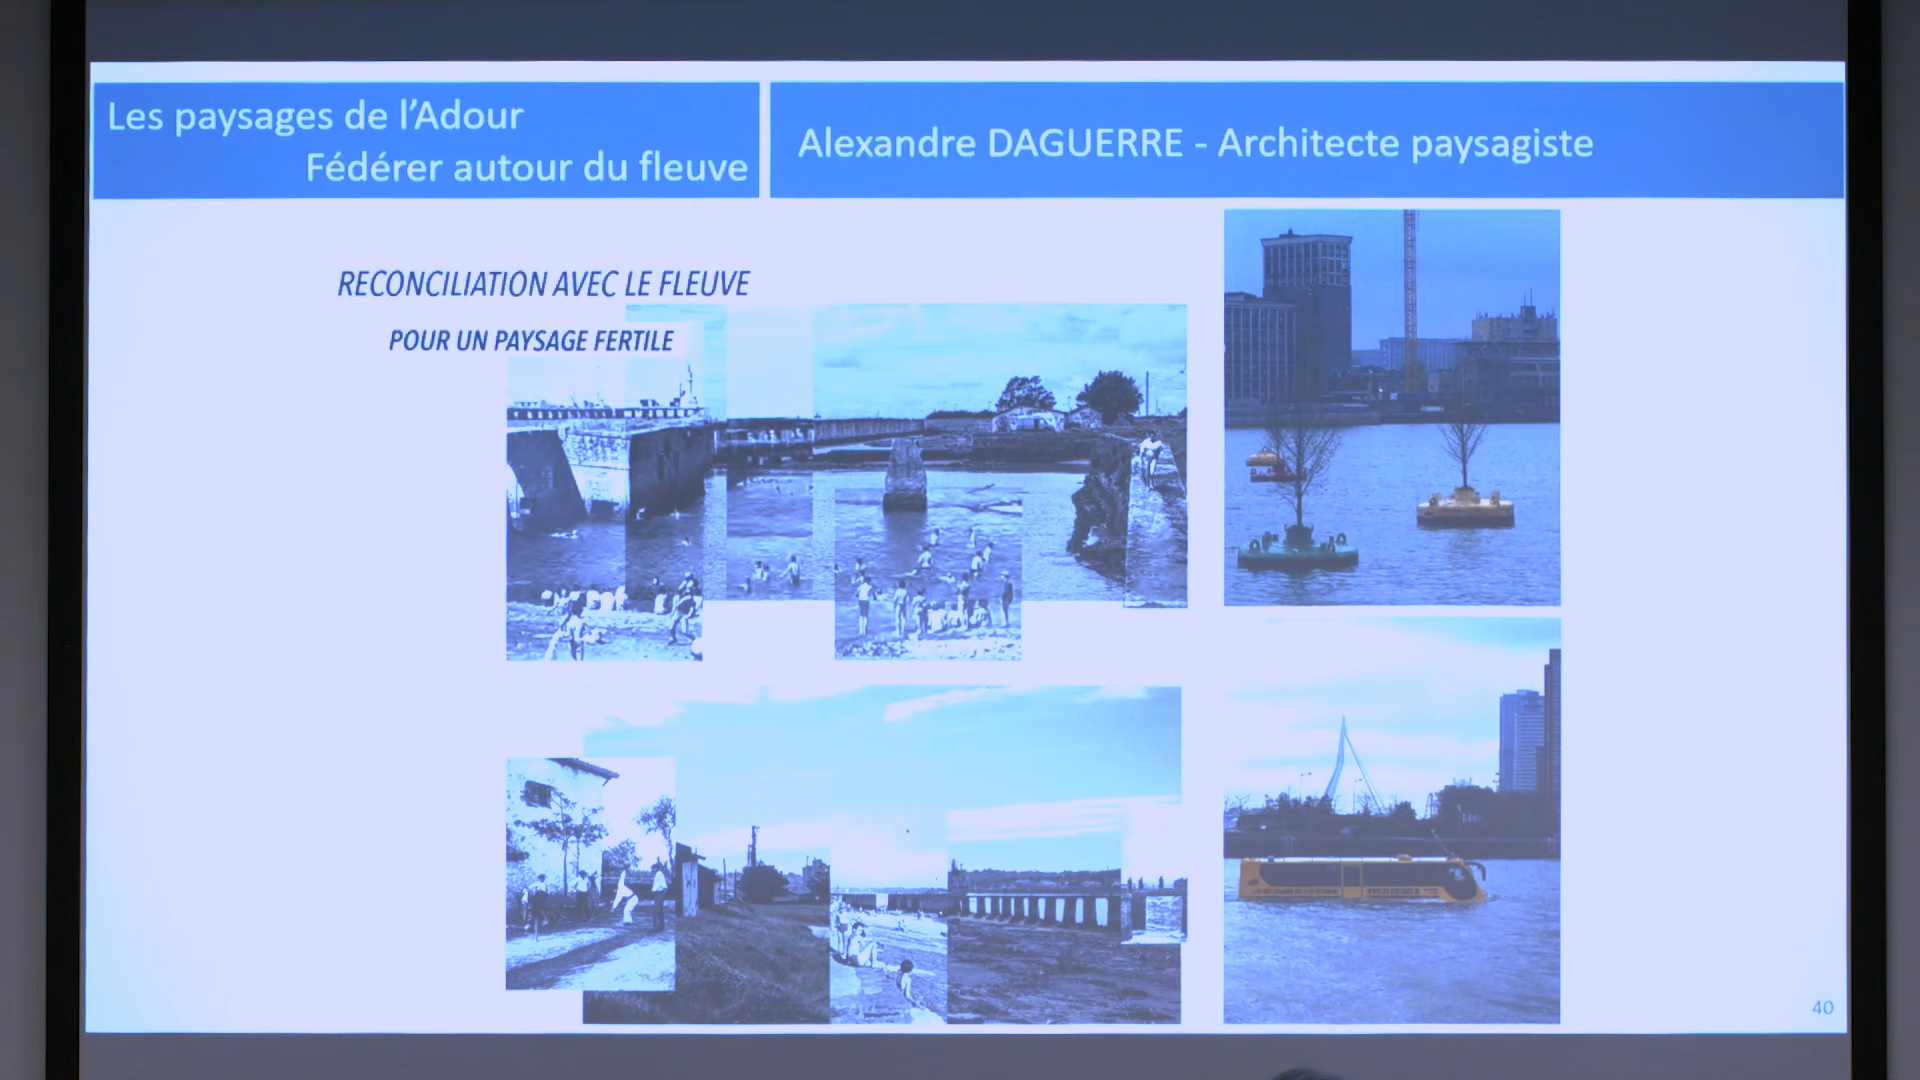 Les paysages de l’Adour
Fédérer autour du fleuve
Alexandre DAGUERRE - Architecte paysagiste
RECONCILIATION AVEC LE FLEUVE
POUR UN PAYSAGE FERTILE
40